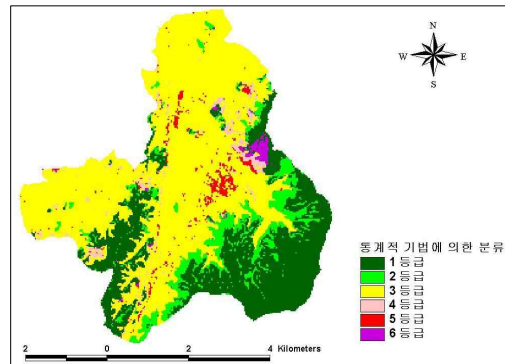 N
W E
S
통계적 기법에 의한 분류
1 등급
2 등급
3 등급
4 등급
5 등급
6 등급
2 0 2 4 Kilometers